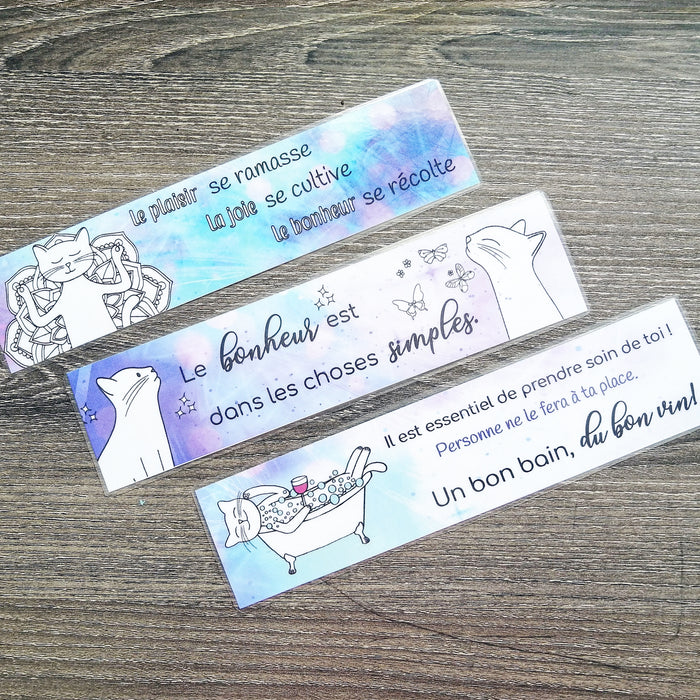 le plaisir se ramasse
la joie se cultive
le bonheur se récolte
Le bonheur est
dans les choses simples.
Il est essentiel de prendre soin de toi !
Personne ne le fera à ta place.
Un bon bain, du bon vin!